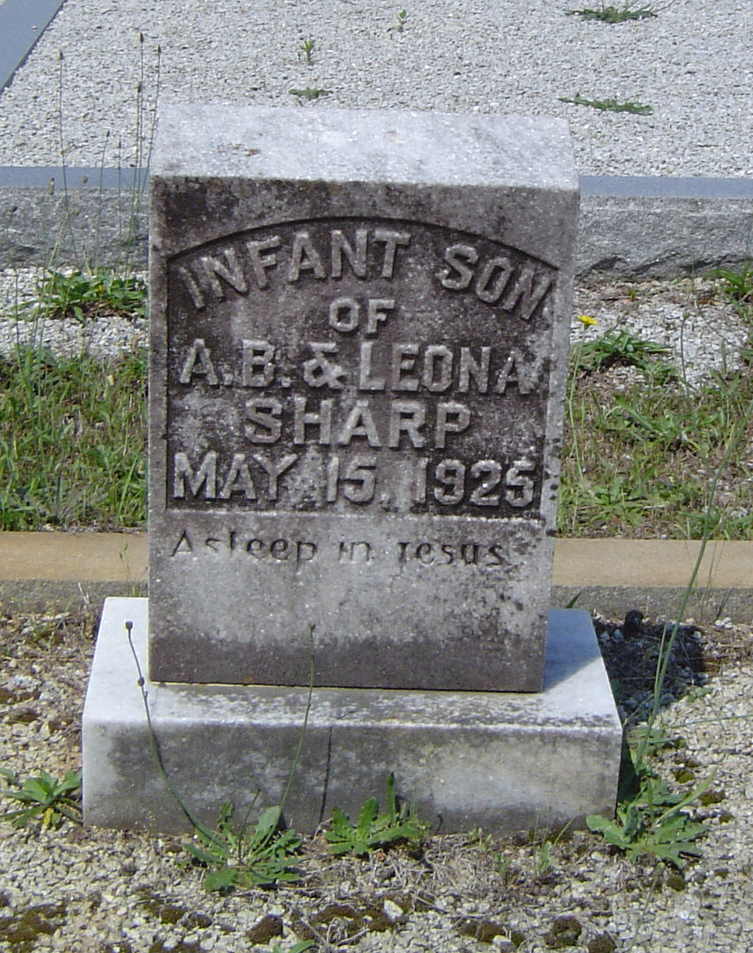 INFANT SON
OF
A.B. & LEONA
SHARP
MAY 15, 1925
Asleep in Jesus